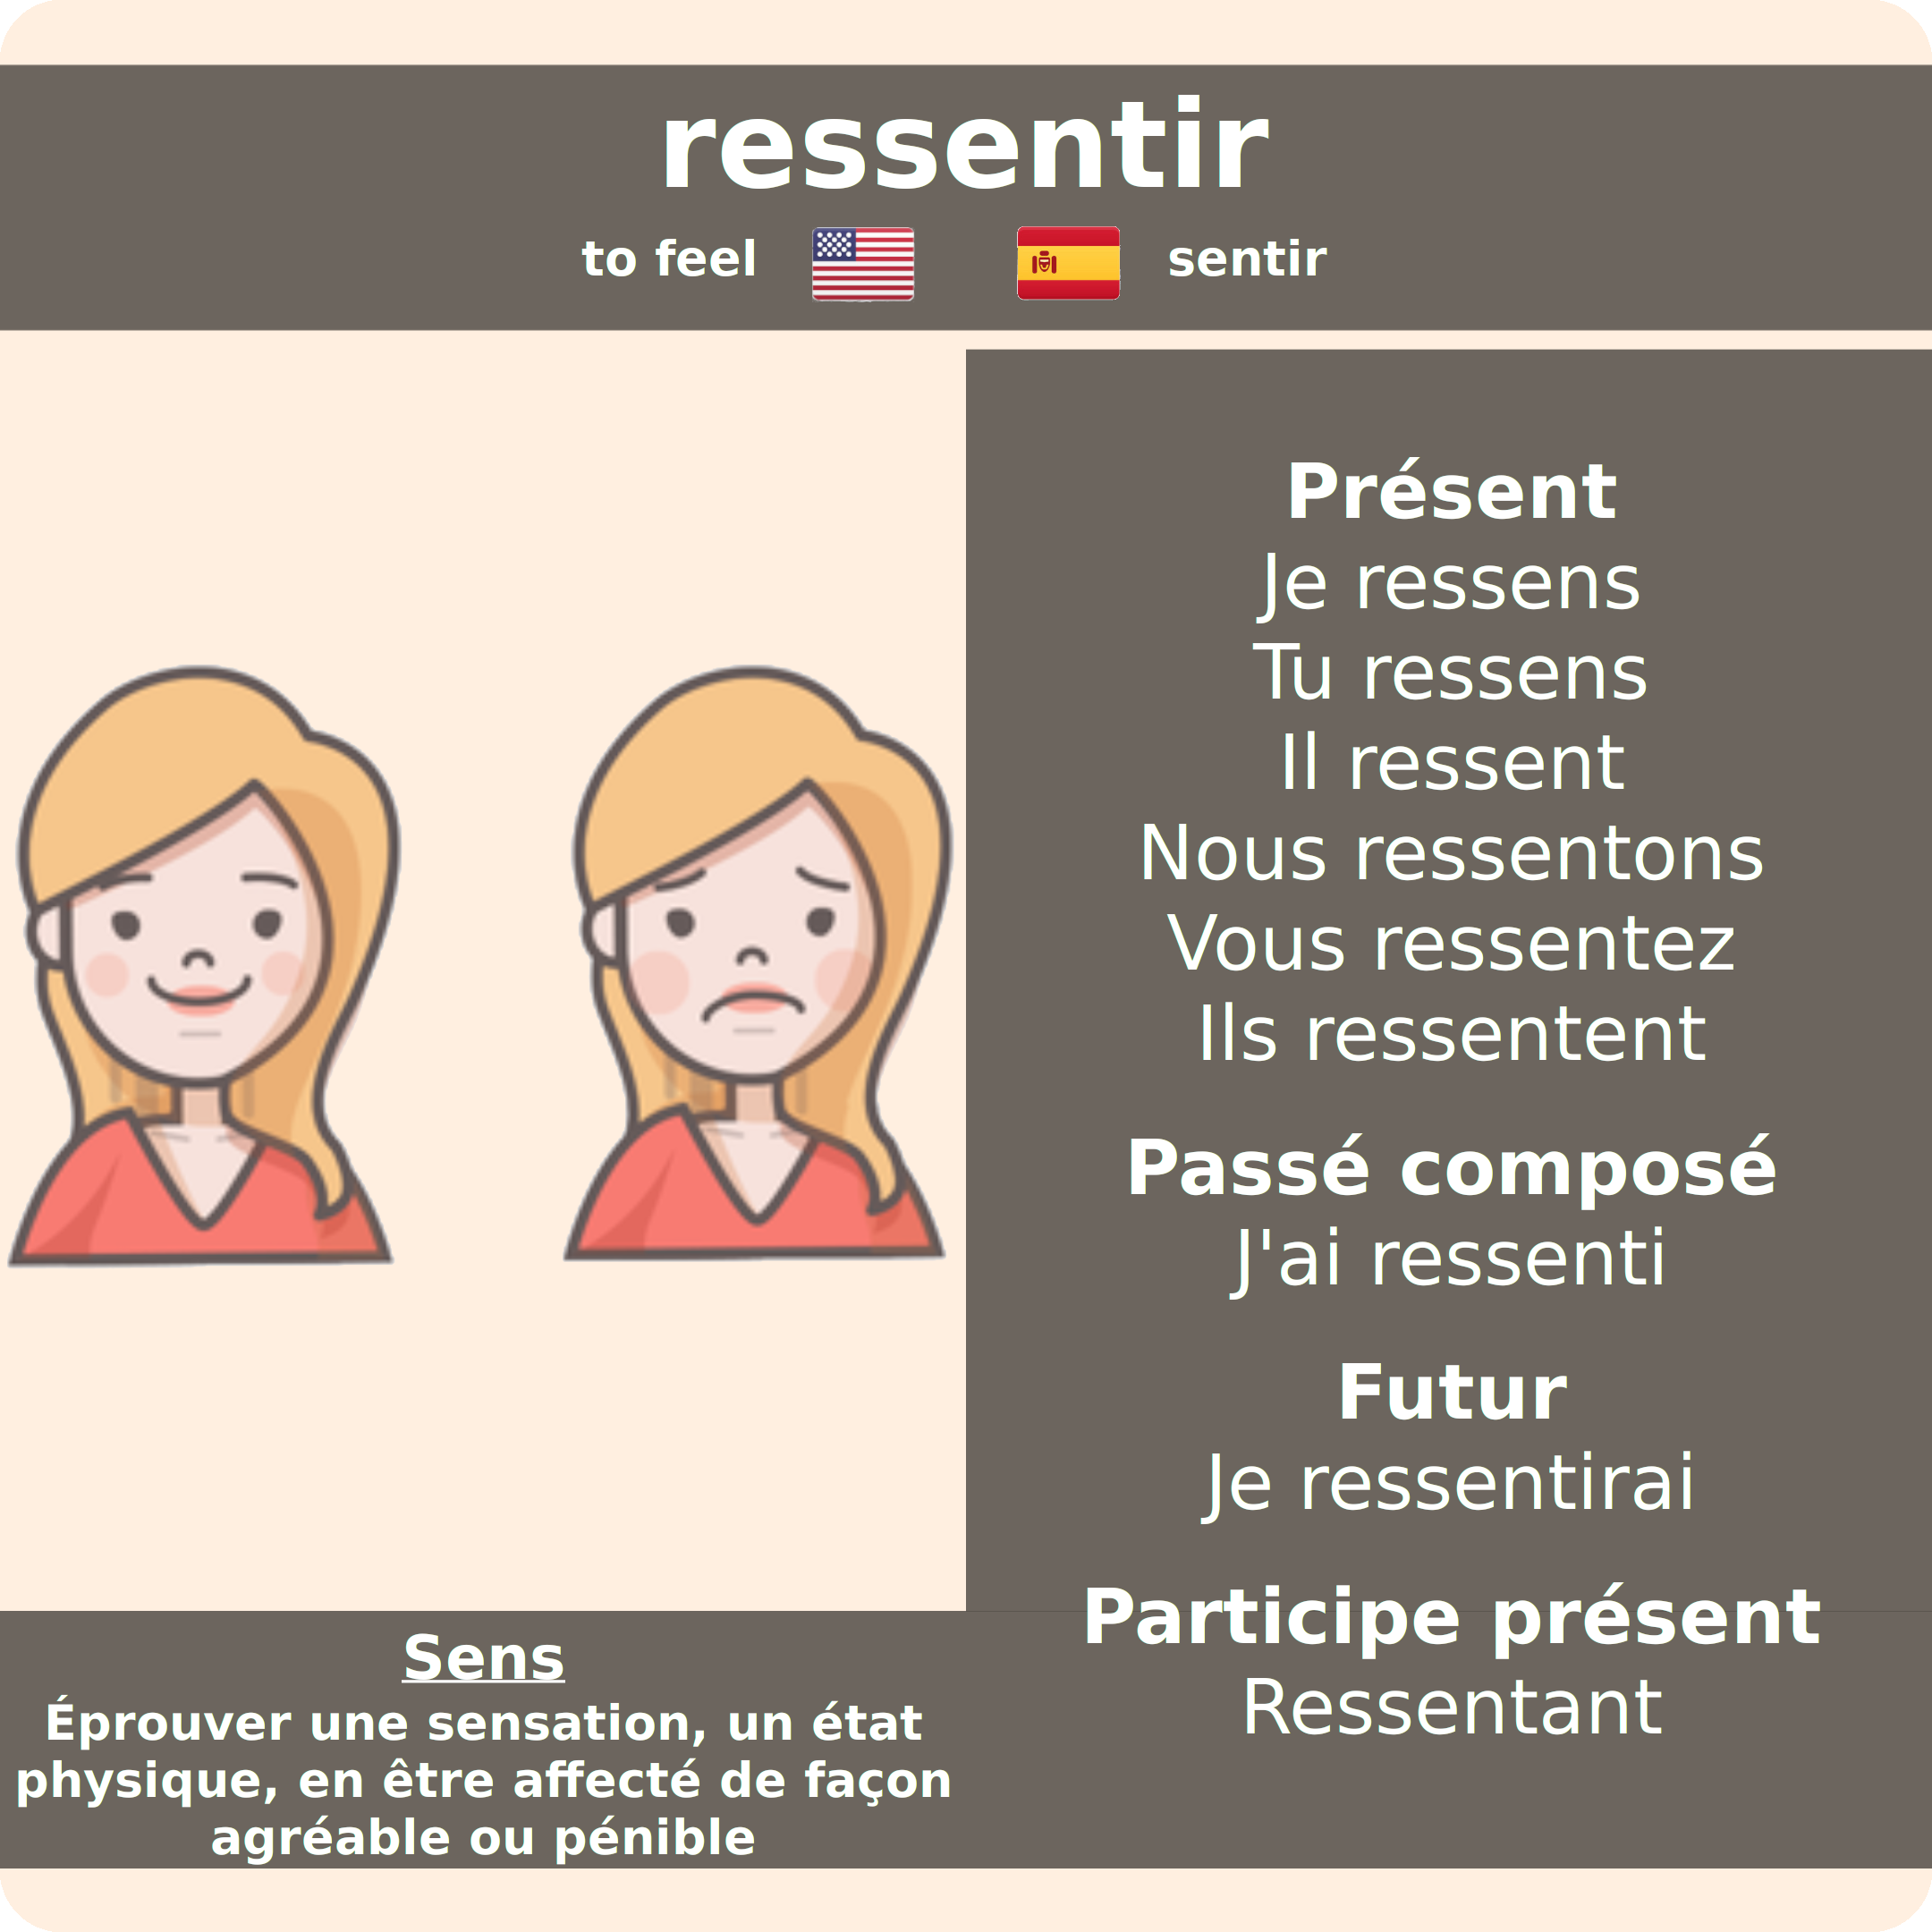 ressentir
to feel
sentir
Présent
Je ressens
Tu ressens
Il ressent
Nous ressentons
Vous ressentez
Ils ressentent
Passé composé
J'ai ressenti
Futur
Je ressentirai
Participe présent
Ressentant
Sens
Éprouver une sensation, un état
physique, en être affecté de façon
agréable ou pénible